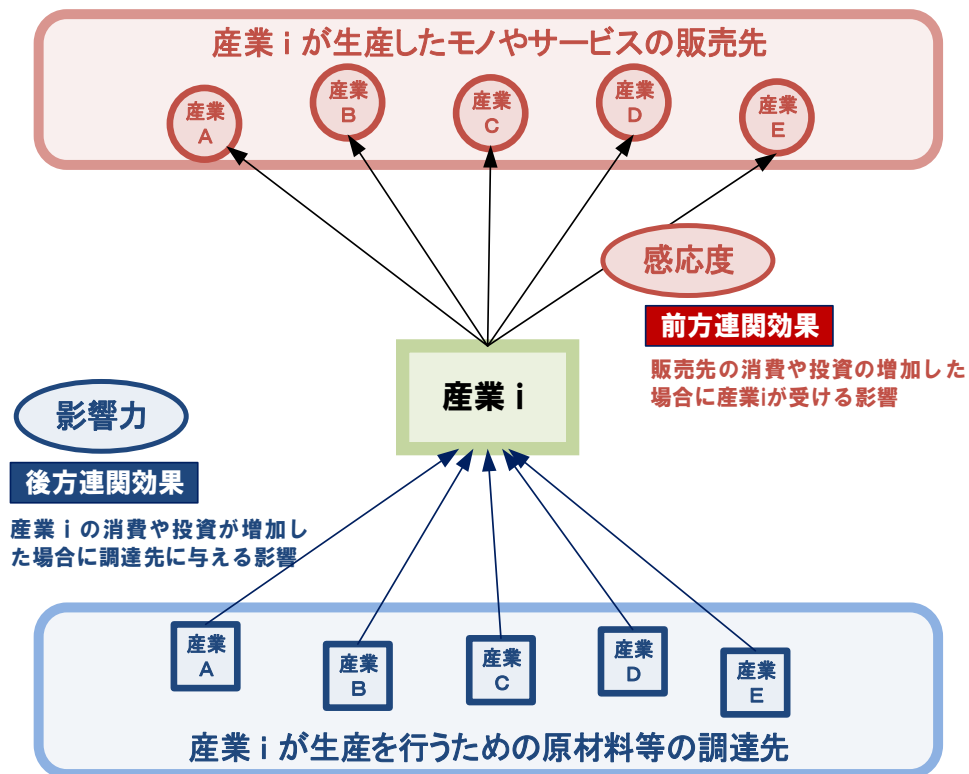 産業 i が生産したモノやサービスの販売先
産業
A
産業
B
産業
C
産業
D
産業
E
感応度
前方連関効果
販売先の消費や投資の増加した
場合に産業iが受ける影響
産業 i
影響力
後方連関効果
産業 i の消費や投資が増加し
た場合に調達先に与える影響
産業
A
産業
B
産業
C
産業
D
産業
E
産業 i が生産を行うための原材料等の調達先